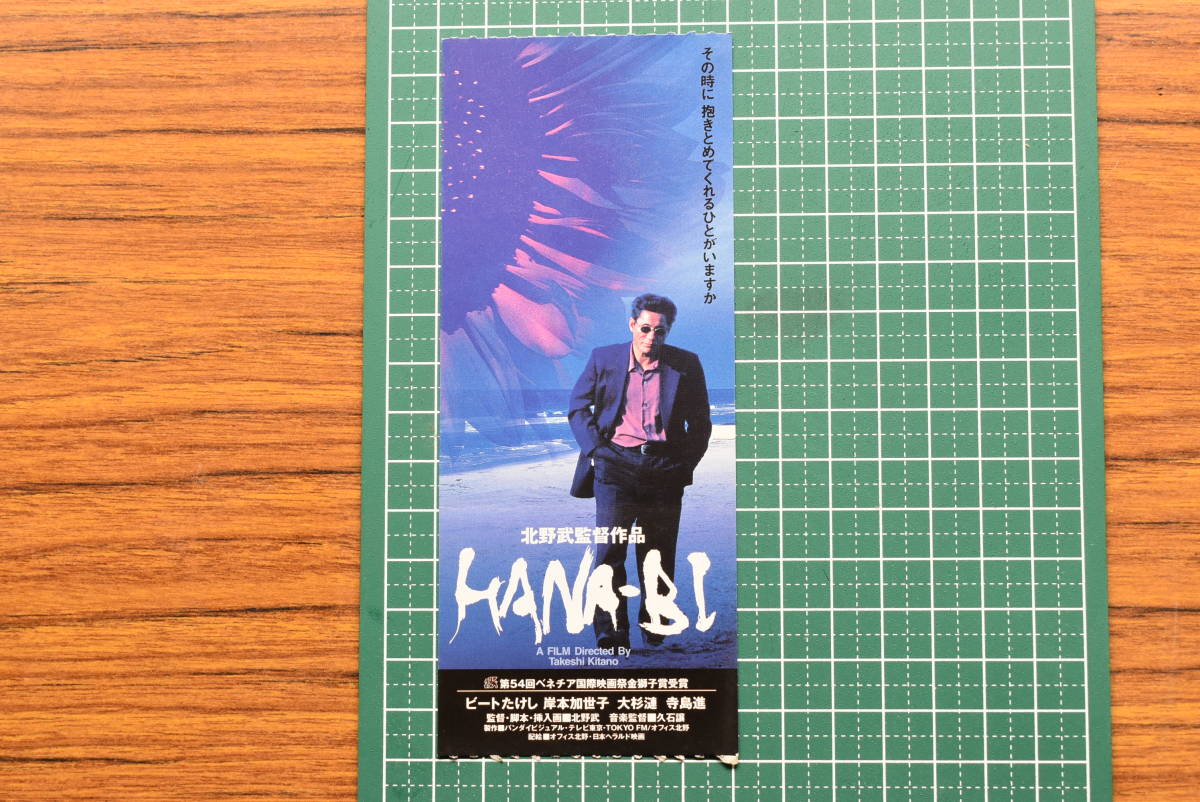 その時に 抱きとめてくれるひとがいますか
北野武監督作品
HANA-BI
A FILM Directed By
Takeshi Kitano
第54回ベネチア国際映画祭金獅子賞受賞
ビートたけし 岸本加世子 大杉漣 寺島進
監督・脚本・挿入画■北野武 音楽監督■久石譲
製作■バンダイビジュアル・テレビ東京・TOKYO FM/オフィス北野
配給■オフィス北野・日本ヘラルド映画